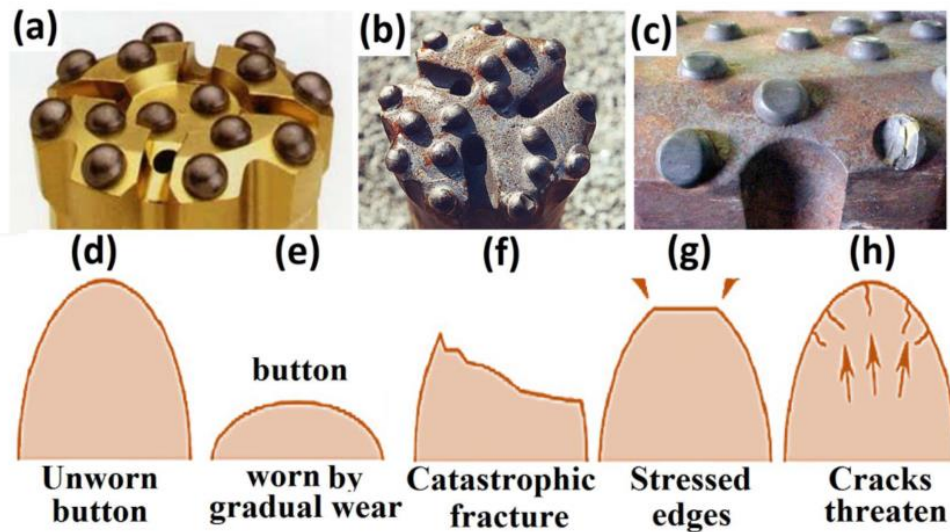 (a)
(b)
(c)
(d)
(e)
(f)
(g)
(h)
button
Unworn
button
worn by
gradual wear
Catastrophic
fracture
Stressed
edges
Cracks
threaten